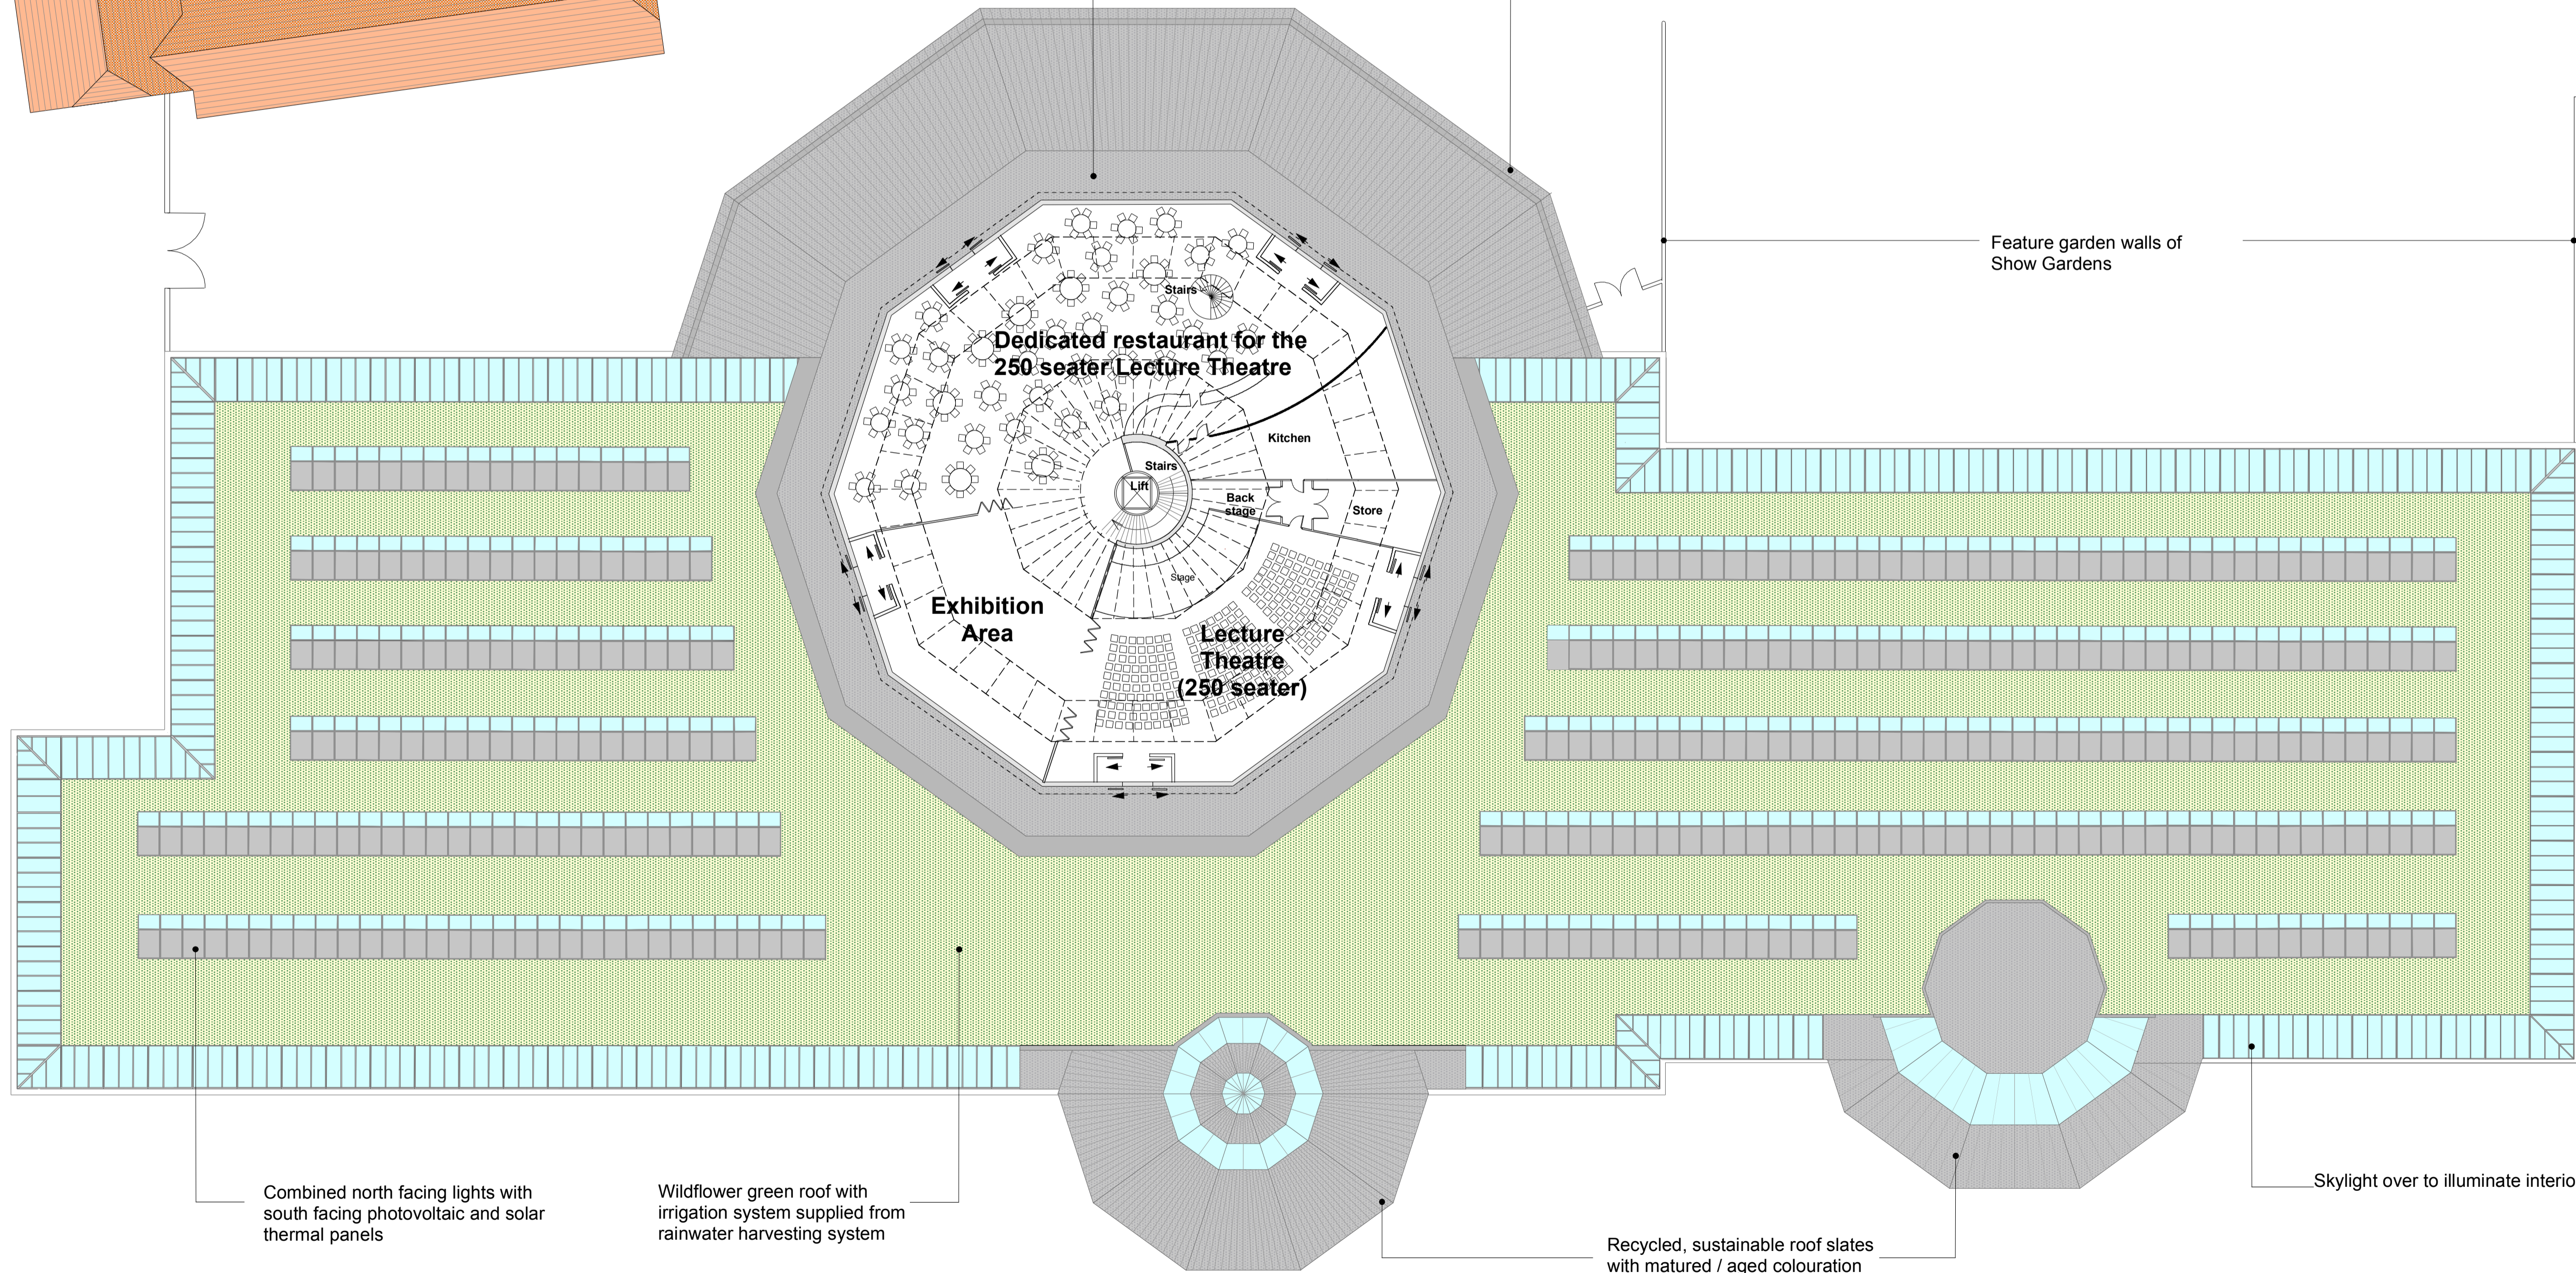 Feature garden walls of
Show Gardens
Stairs
Dedicated restaurant for the
250 seater Lecture Theatre
Kitchen
Stairs
Lift
Back
stage
Store
Stage
Exhibition
Area
Lecture
Theatre
(250 seater)
Combined north facing lights with
south facing photovoltaic and solar
thermal panels
Wildflower green roof with
irrigation system supplied from
rainwater harvesting system
Recycled, sustainable roof slates
with matured / aged colouration
Skylight over to illuminate interio